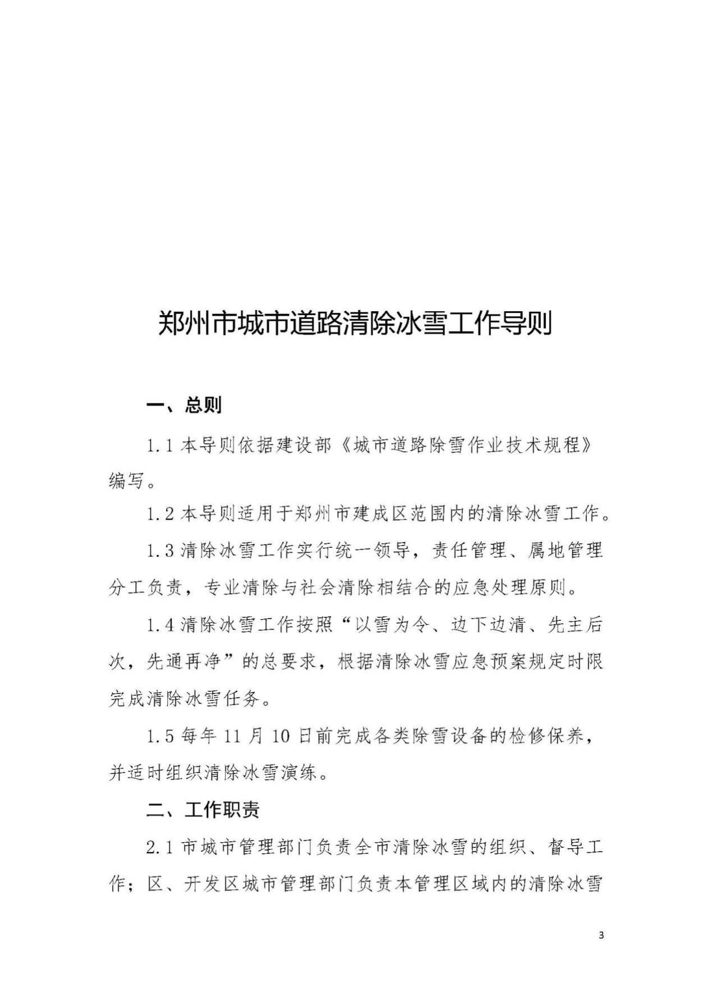 郑州市城市道路清除冰雪工作导则
一、总则
1.1 本导则依据建设部《城市道路除雪作业技术规程》
编写。
1.2 本导则适用于郑州市建成区范围内的清除冰雪工作。
1.3 清除冰雪工作实行统一领导，责任管理、属地管理
分工负责，专业清除与社会清除相结合的应急处理原则。
1.4 清除冰雪工作按照“以雪为令、边下边清、先主后
次，先通再净”的总要求，根据清除冰雪应急预案规定时限
完成清除冰雪任务。
1.5 每年 11 月 10 日前完成各类除雪设备的检修保养，
并适时组织清除冰雪演练。
二、工作职责
2.1 市城市管理部门负责全市清除冰雪的组织、督导工
作；区、开发区城市管理部门负责本管理区域内的清除冰雪
3